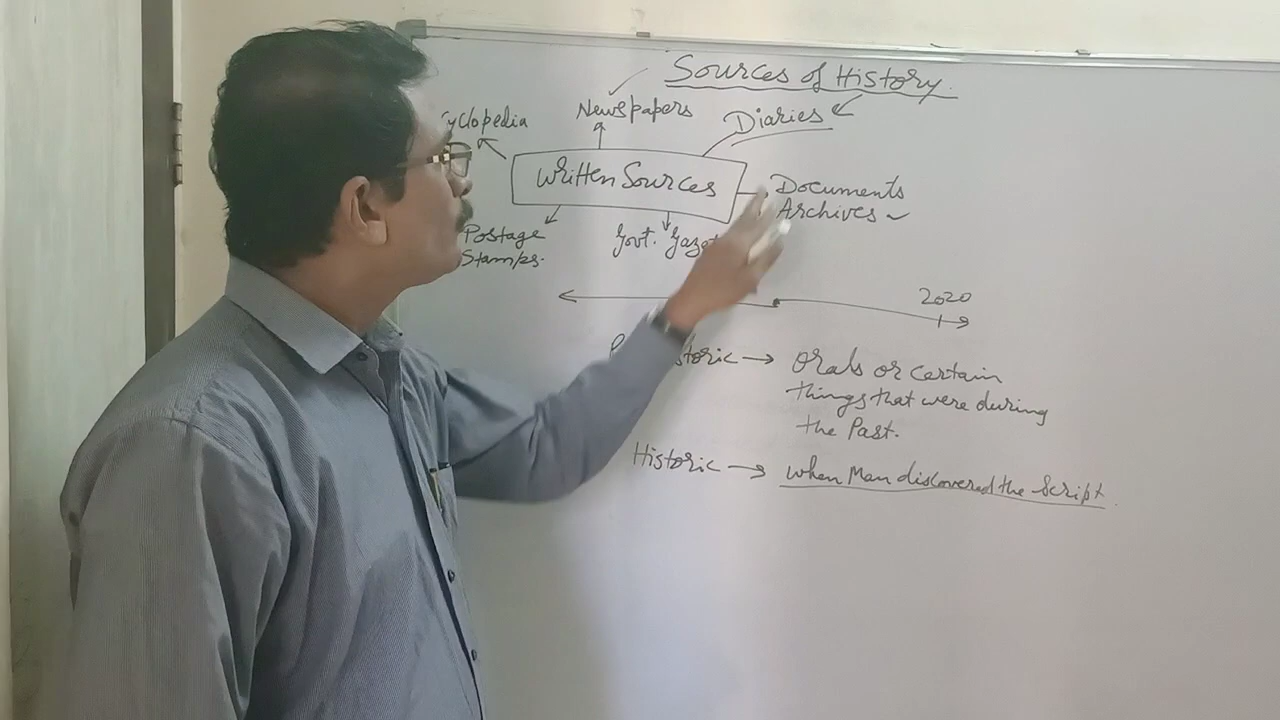 Sources of History.
Newspapers
Diaries
cyclopedia
Written Sources
Documents
Archives
Postage
Stamps.
Govt.
2020
orals or certain
things that were during
the Past.
Historic → when Man discovered the Script.